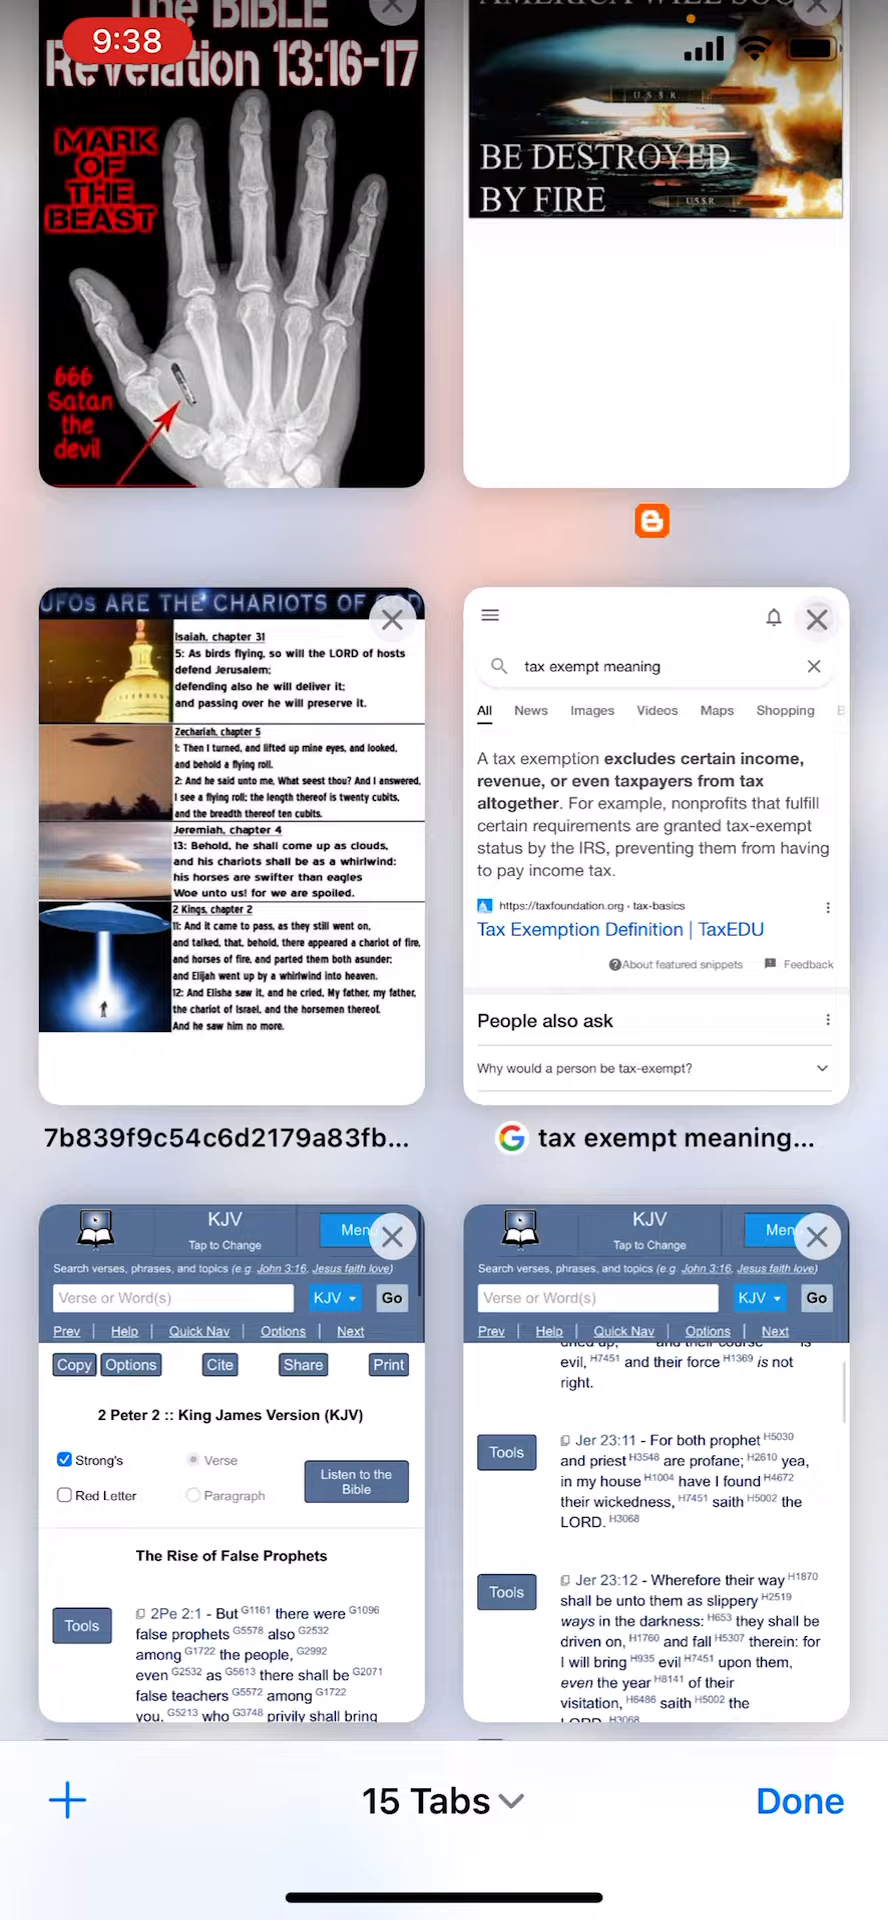 9:38
The BIBLE
Revelation 13:16-17
MARK
OF
THE
BEAST
666
Satan
the
devil
AMERICA WILL SOO
U.S.S.R
BE DESTROYED
BY FIRE
U.S.S.R
UFOs ARE THE CHARIOTS OF GOD
Isaiah, chapter 31
5: As birds flying, so will the LORD of hosts
defend Jerusalem;
defending also he will deliver it;
and passing over he will preserve it.
Zechariah, chapter 5
1: Then I turned, and lifted up mine eyes, and looked,
and behold a flying roll.
2: And he said unto me, What seest thou? And I answered,
I see a flying roll; the length thereof is twenty cubits,
and the breadth thereof ten cubits.
Jeremiah, chapter 4
13: Behold, he shall come up as clouds,
and his chariots shall be as a whirlwind:
his horses are swifter than eagles
Woe unto us! for we are spoiled.
2 Kings, chapter 2
11: And it came to pass, as they still went on,
and talked, that, behold, there appeared a chariot of fire,
and horses of fire, and parted them both asunder;
and Elijah went up by a whirlwind into heaven.
12: And Elisha saw it, and he cried, My father, my father,
the chariot of Israel, and the horsemen thereof.
And he saw him no more.
7b839f9c54c6d2179a83fb...
tax exempt meaning
All News Images Videos Maps Shopping B
A tax exemption excludes certain income,
revenue, or even taxpayers from tax
altogether. For example, nonprofits that fulfill
certain requirements are granted tax-exempt
status by the IRS, preventing them from having
to pay income tax.
https://taxfoundation.org › tax-basics
Tax Exemption Definition | TaxEDU
About featured snippets Feedback
People also ask
Why would a person be tax-exempt?
tax exempt meaning...
KJV
Tap to Change
Menu
Search verses, phrases, and topics (e.g. John 3:16, Jesus faith love)
Verse or Word(s)
KJV
Go
Prev | Help | Quick Nav | Options | Next
Copy Options Cite Share Print
2 Peter 2 :: King James Version (KJV)
Strong's
Verse
Red Letter
Paragraph
Listen to the
Bible
The Rise of False Prophets
Tools
2Pe 2:1 - But G1161 there were G1096
false prophets G5578 also G2532
among G1722 the people, G2992
even G2532 as G5613 there shall be G2071
false teachers G5572 among G1722
you, G5213 who G3748 privily shall bring
KJV
Tap to Change
Menu
Search verses, phrases, and topics (e.g. John 3:16, Jesus faith love)
Verse or Word(s)
KJV
Go
Prev | Help | Quick Nav | Options | Next
dried up, and their course is
evil, H7451 and their force H1369 is not
right.
Tools
Jer 23:11 - For both prophet H5030
and priest H3548 are profane; H2610 yea,
in my house H1004 have I found H4672
their wickedness, H7451 saith H5002 the
LORD. H3068
Tools
Jer 23:12 - Wherefore their way H1870
shall be unto them as slippery H2519
ways in the darkness: H653 they shall be
driven on, H1760 and fall H5307 therein: for
I will bring H935 evil H7451 upon them,
even the year H8141 of their
visitation, H6486 saith H5002 the
LORD. H3068
15 Tabs
Done